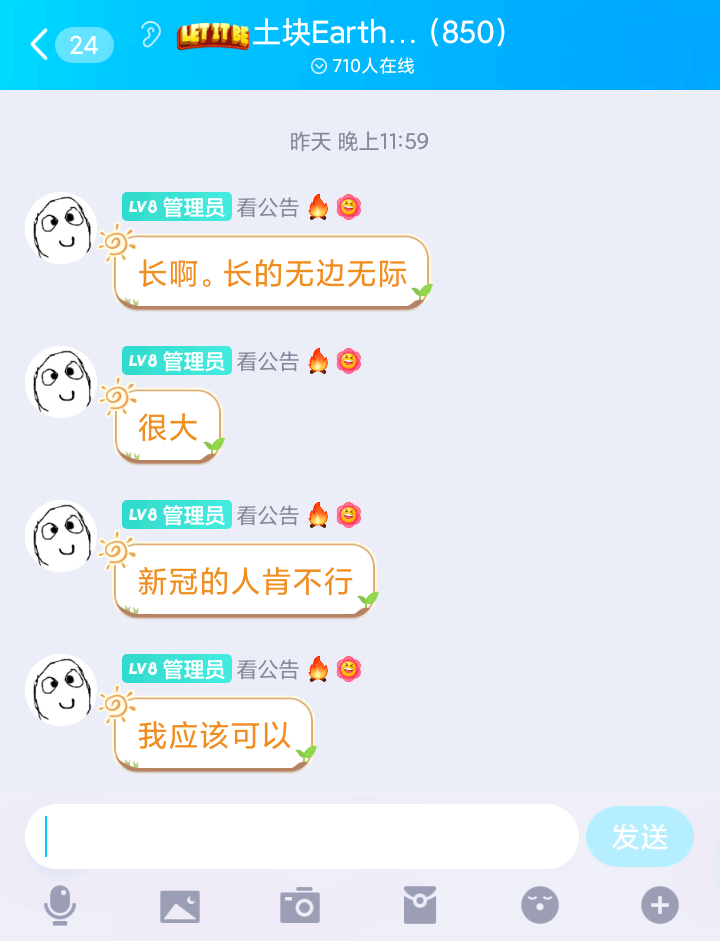 24
LET IT BE土块Earth...（850）
710人在线
昨天 晚上11:59
LV8 管理员 看公告
长啊。长的无边无际
LV8 管理员 看公告
很大
LV8 管理员 看公告
新冠的人肯不行
LV8 管理员 看公告
我应该可以
发送